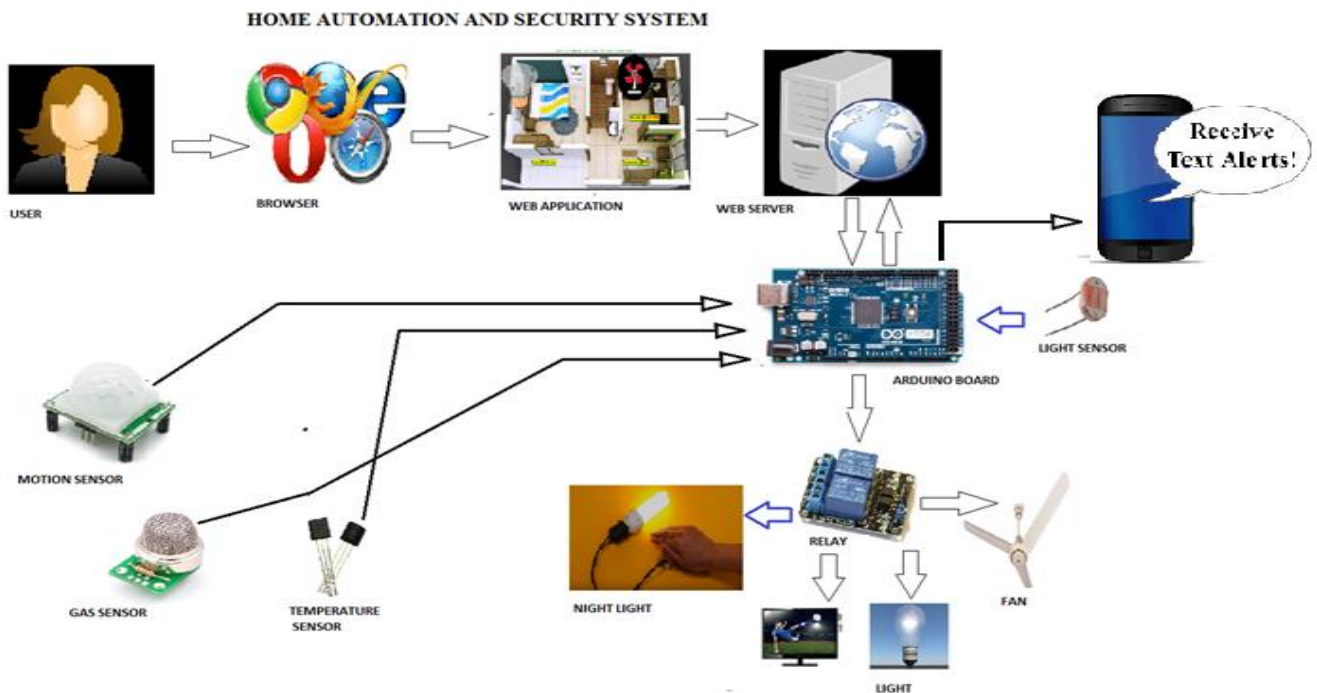 HOME AUTOMATION AND SECURITY SYSTEM
USER
BROWSER
WEB APPLICATION
WEB SERVER
Receive
Text Alerts!
LIGHT SENSOR
ARDUINO BOARD
MOTION SENSOR
GAS SENSOR
TEMPERATURE
SENSOR
RELAY
NIGHT LIGHT
FAN
LIGHT